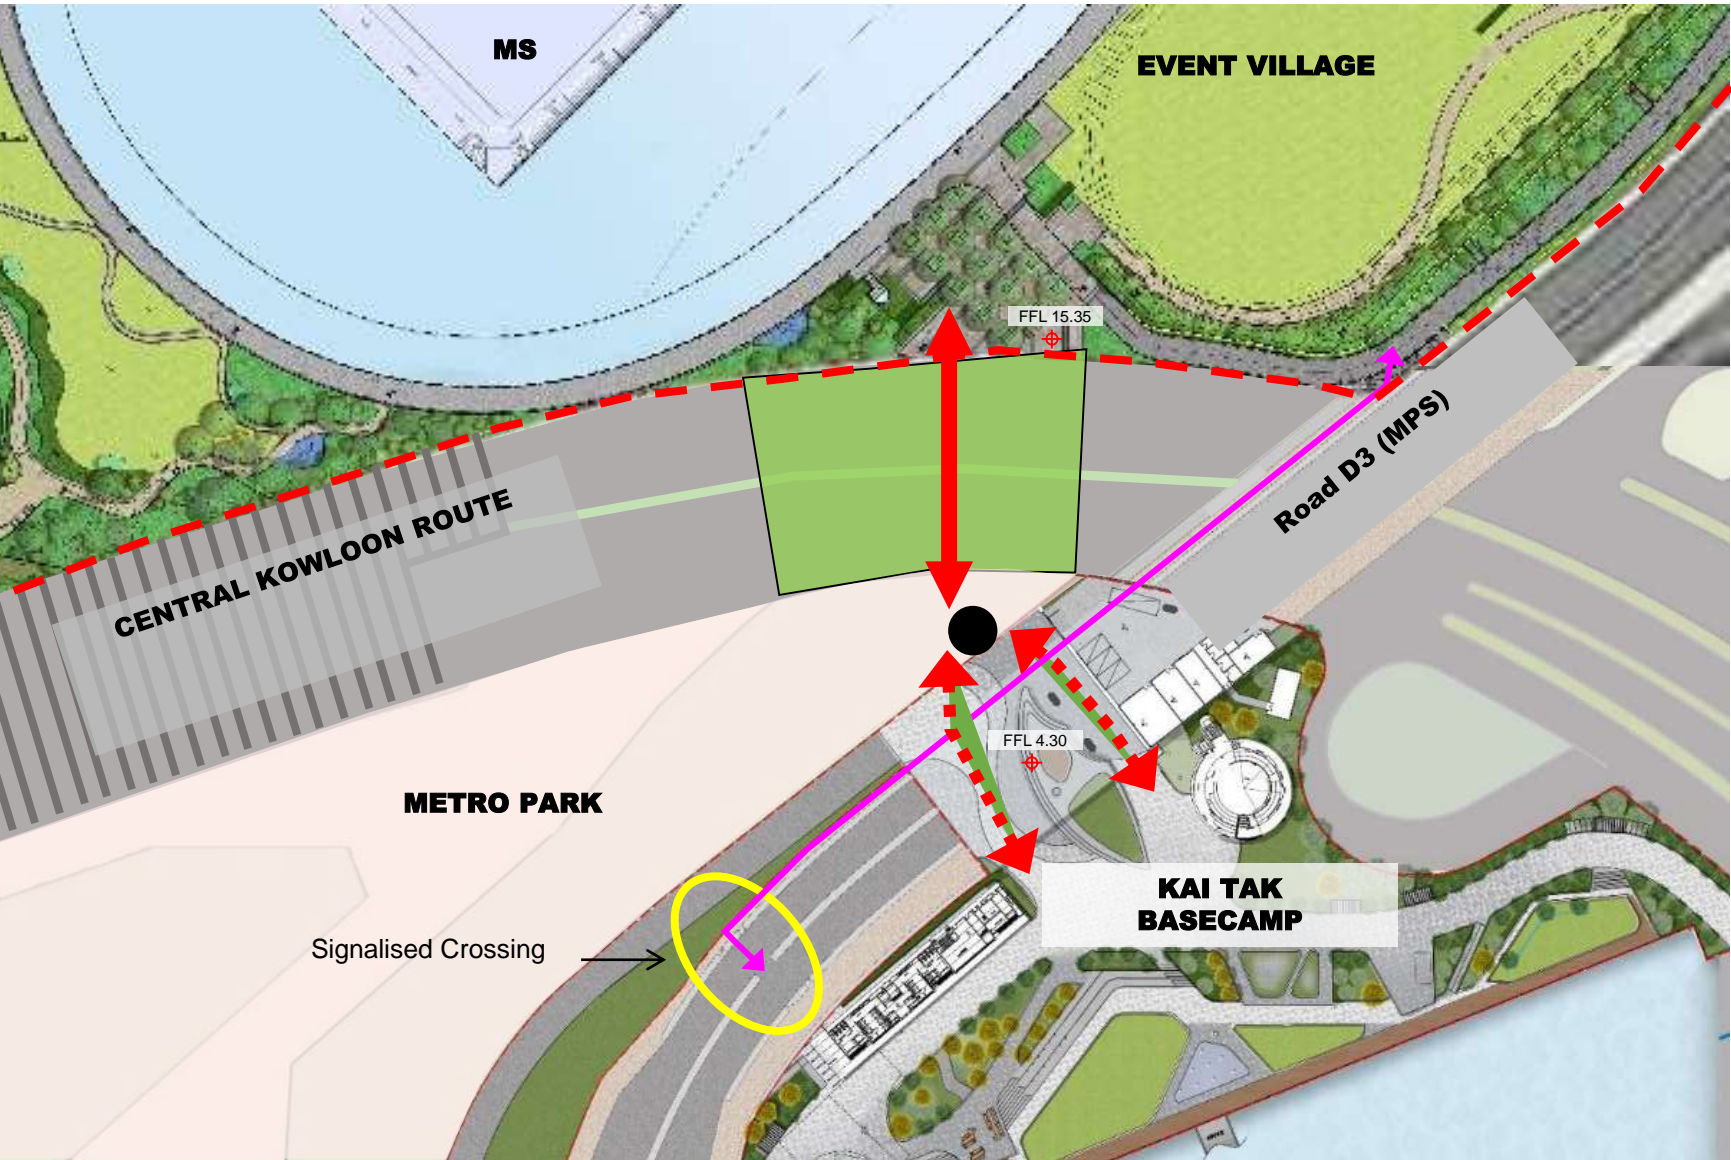 MS
EVENT VILLAGE
FFL 15.35
Road D3 (MPS)
CENTRAL KOWLOON ROUTE
FFL 4.30
METRO PARK
KAI TAK
BASECAMP
Signalised Crossing